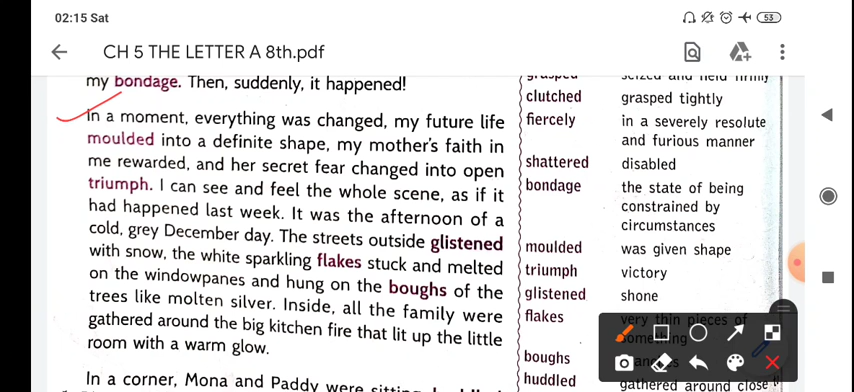 02:15 Sat
53
CH 5 THE LETTER A 8th.pdf
my bondage. Then, suddenly, it happened!
In a moment, everything was changed, my future life
moulded into a definite shape, my mother's faith in
me rewarded, and her secret fear changed into open
triumph. I can see and feel the whole scene, as if it
had happened last week. It was the afternoon of a
cold, grey December day. The streets outside glistened
with snow, the white sparkling flakes stuck and melted
on the windowpanes and hung on the boughs of the
trees like molten silver. Inside, all the family were
gathered around the big kitchen fire that lit up the little
room with a warm glow.
In a corner, Mona and Paddy were sitting
grasped seized and held firmly
clutched grasped tightly
fiercely in a severely resolute
and furious manner
shattered disabled
bondage the state of being
constrained by
circumstances
moulded was given shape
triumph victory
glistened shone
flakes very thin pieces of
something
boughs
huddled gathered around close